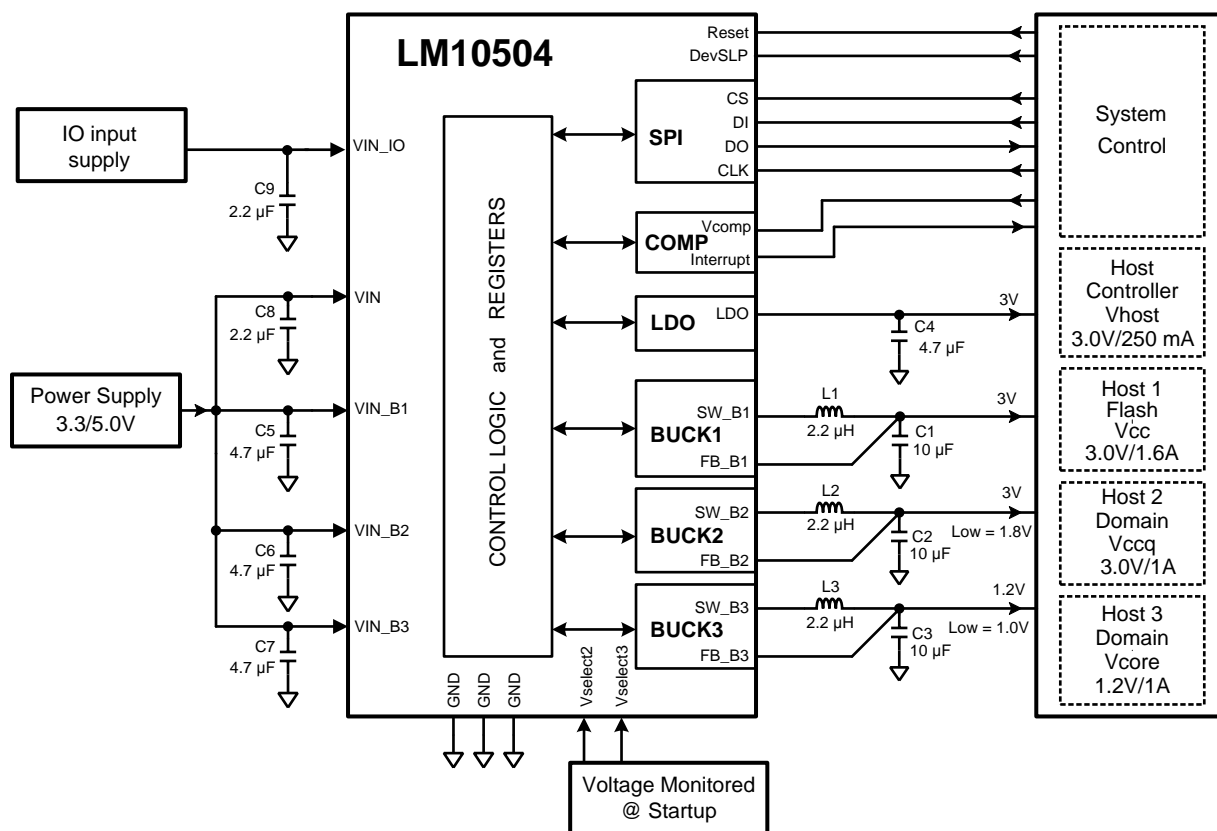 LM10504
Reset
DevSLP
CS
DI
DO
CLK
SPI
System
Control
IO input
supply
VIN_IO
C9
2.2 µF
CONTROL LOGIC and REGISTERS
Vcomp
COMP
Interrupt
VIN
C8
2.2 µF
LDO
LDO
C4
4.7 µF
3V
Host
Controller
Vhost
3.0V/250 mA
Power Supply
3.3/5.0V
VIN_B1
C5
4.7 µF
SW_B1
BUCK1
FB_B1
L1
2.2 µH
C1
10 µF
3V
Host 1
Flash
Vcc
3.0V/1.6A
VIN_B2
C6
4.7 µF
SW_B2
BUCK2
FB_B2
L2
2.2 µH
C2
10 µF
3V
Low = 1.8V
Host 2
Domain
Vccq
3.0V/1A
VIN_B3
C7
4.7 µF
SW_B3
BUCK3
FB_B3
L3
2.2 µH
C3
10 µF
1.2V
Low = 1.0V
Host 3
Domain
Vcore
1.2V/1A
GND
GND
GND
Vselect2
Vselect3
Voltage Monitored
@ Startup